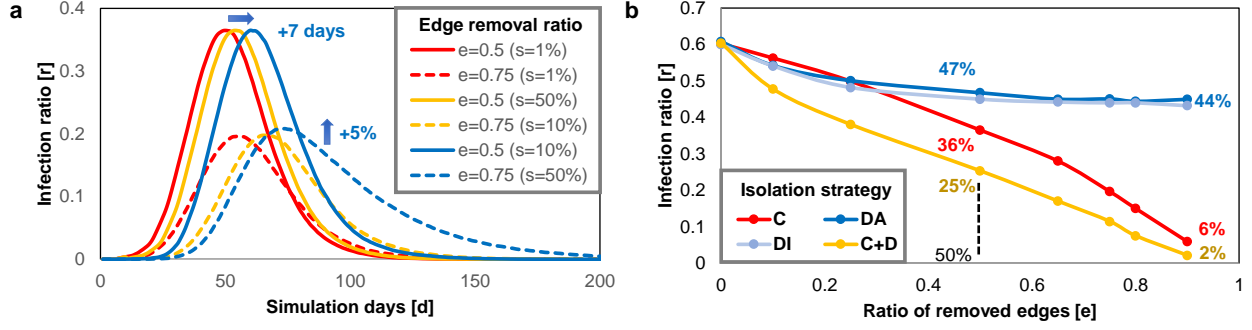 a
Infection ratio [r]
0.4
0.3
0.2
0.1
0
0
50
100
150
200
Simulation days [d]
+7 days
+5%
Edge removal ratio
e=0.5 (s=1%)
e=0.75 (s=1%)
e=0.5 (s=50%)
e=0.75 (s=10%)
e=0.5 (s=10%)
e=0.75 (s=50%)
b
Infection ratio [r]
0.7
0.6
0.5
0.4
0.3
0.2
0.1
0
0
0.2
0.4
0.6
0.8
1
Ratio of removed edges [e]
47%
44%
36%
25%
6%
2%
50%
Isolation strategy
C
DA
DI
C+D